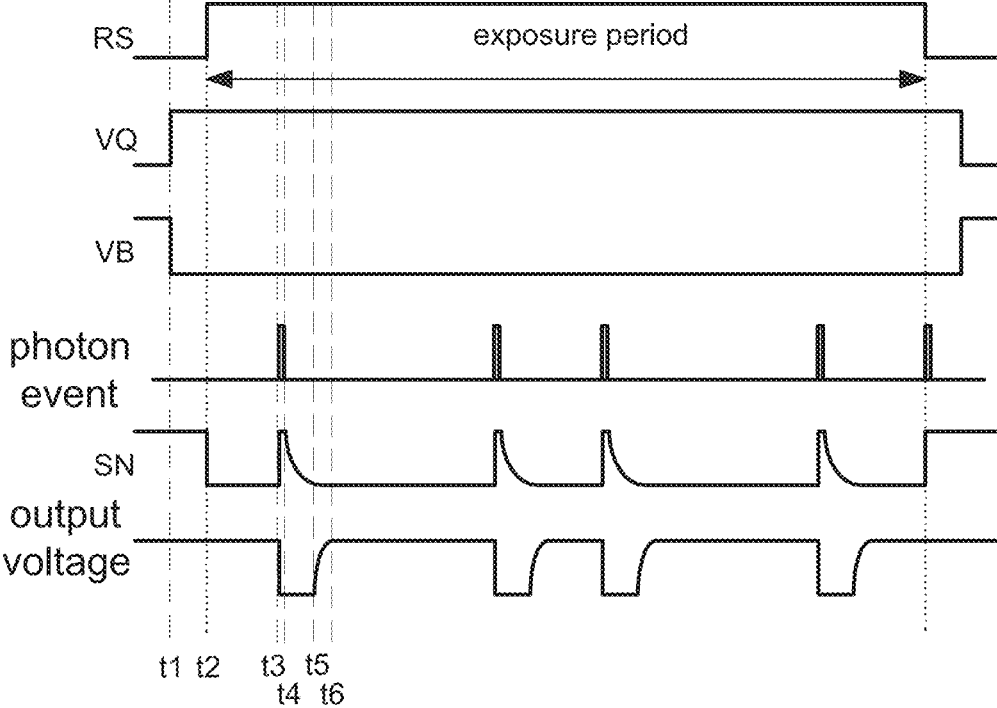 RS
exposure period
VQ
VB
photon
event
SN
output
voltage
t1 t2 t3 t5
t4 t6